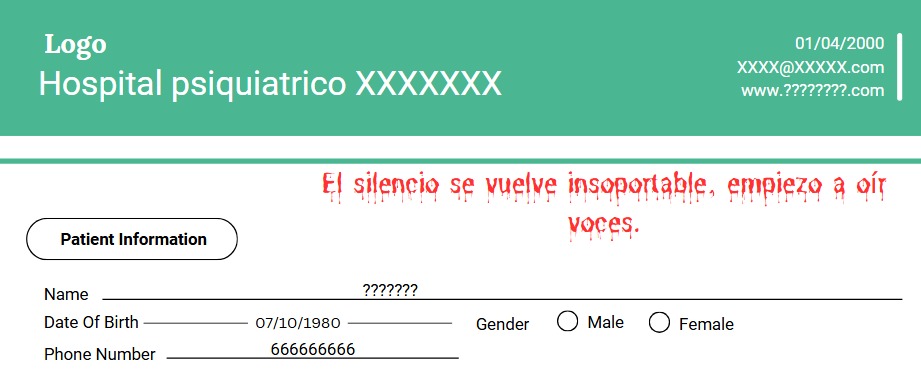 Logo
Hospital psiquiatrico XXXXXXX
01/04/2000
XXXX@XXXXX.com
www.????????.com
El silencio se vuelve insoportable, empiezo a oír
voces.
Patient Information
Name ???????
Date Of Birth 07/10/1980 Gender Male Female
Phone Number 666666666